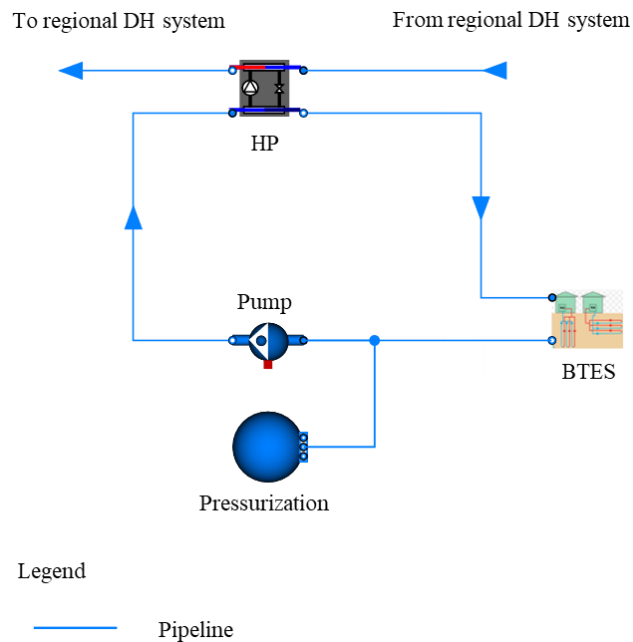 To regional DH system
From regional DH system
HP
Pump
BTES
Pressurization
Legend
Pipeline